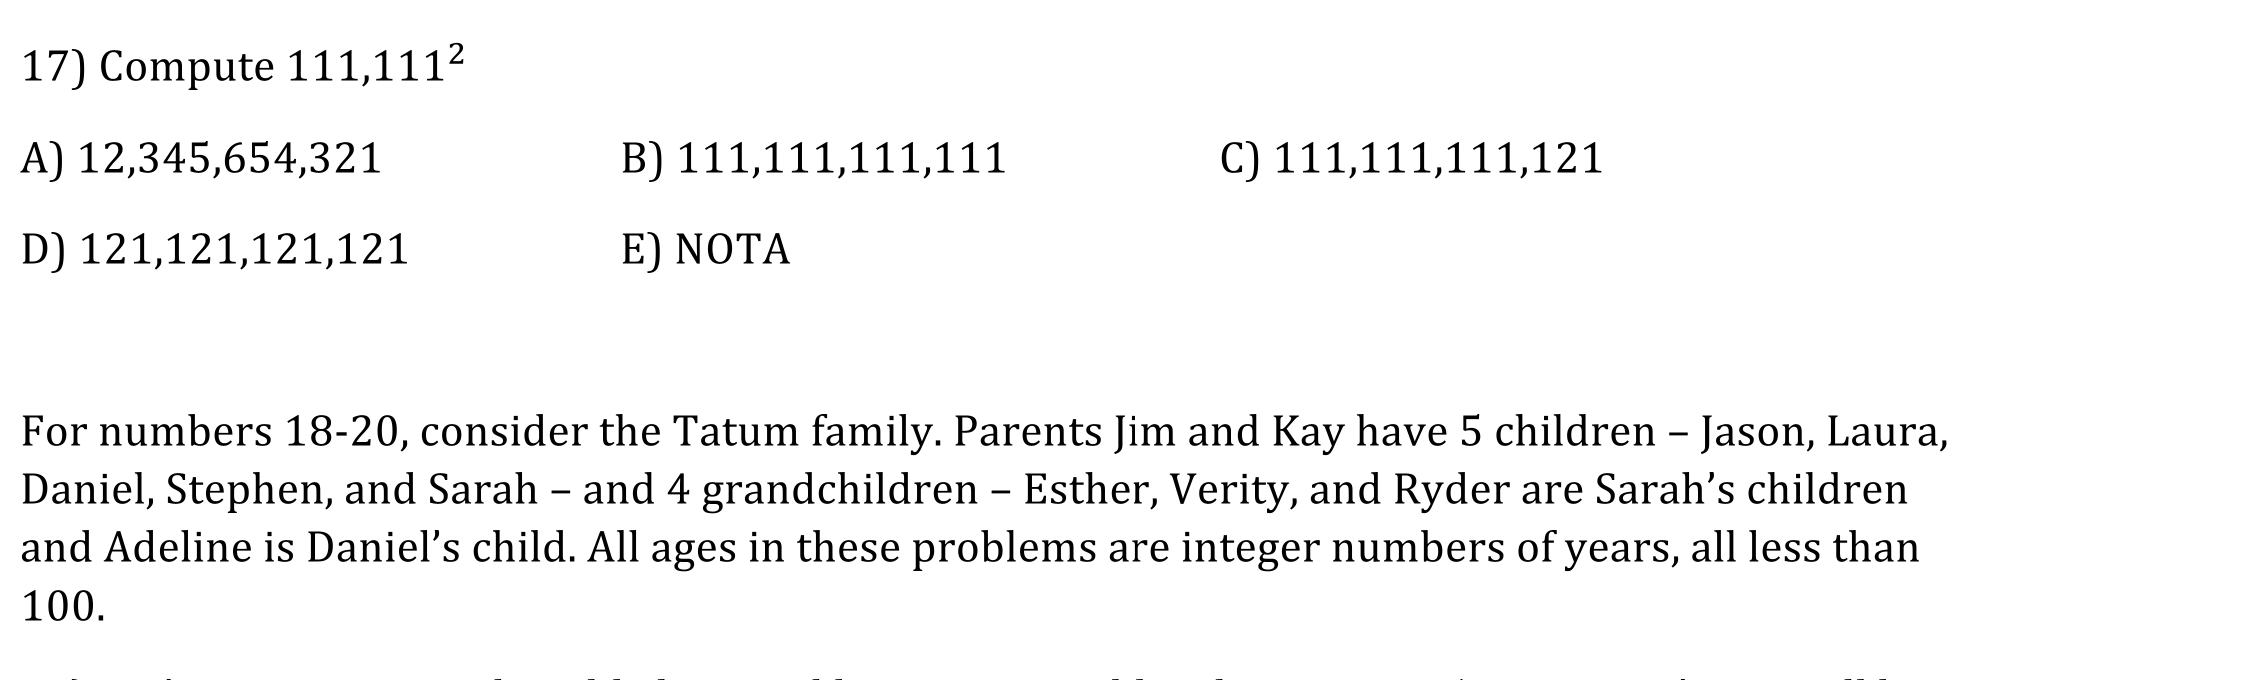 17) Compute 111,111²
A) 12,345,654,321 B) 111,111,111,111 C) 111,111,111,121
D) 121,121,121,121 E) NOTA
For numbers 18-20, consider the Tatum family. Parents Jim and Kay have 5 children – Jason, Laura,
Daniel, Stephen, and Sarah – and 4 grandchildren – Esther, Verity, and Ryder are Sarah’s children
and Adeline is Daniel’s child. All ages in these problems are integer numbers of years, all less than
100.